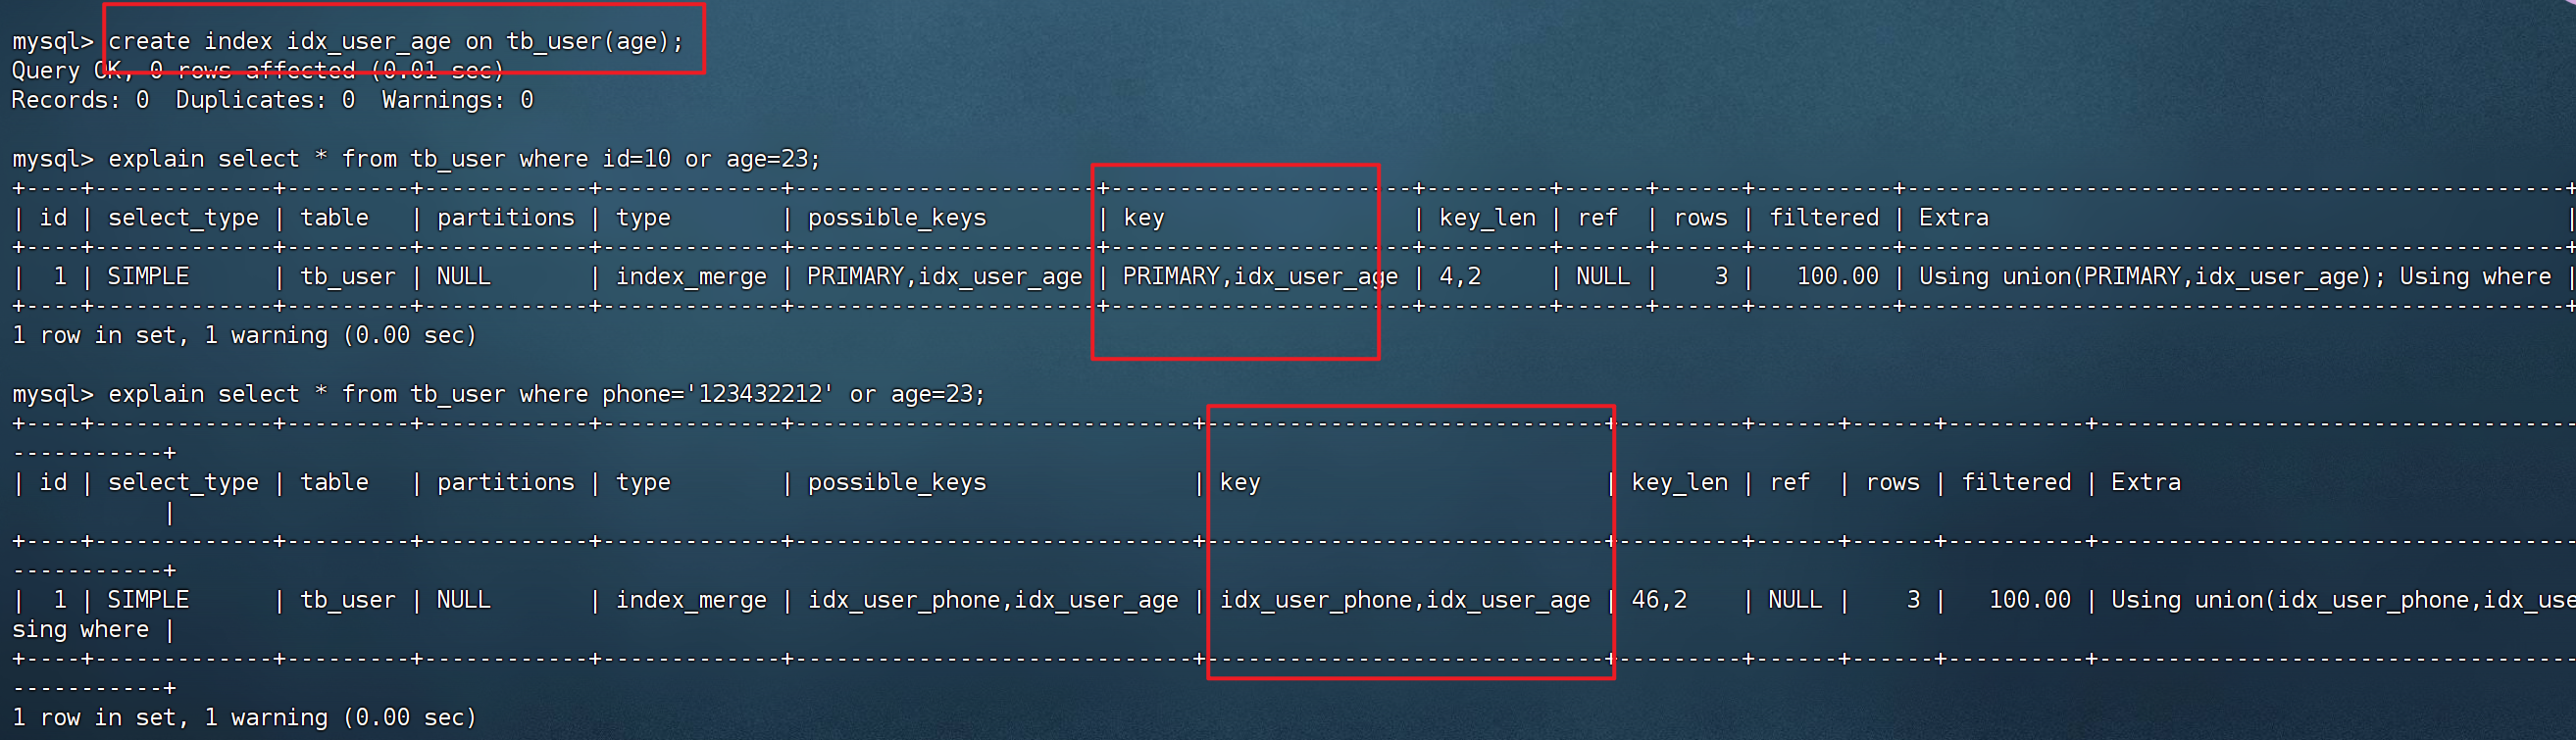 mysql> create index idx_user_age on tb_user(age);
Query OK, 0 rows affected (0.01 sec)
Records: 0  Duplicates: 0  Warnings: 0
mysql> explain select * from tb_user where id=10 or age=23;
+----+-------------+---------+------------+-------------+----------------------+----------------------+---------+------+------+----------+------------------------------------------------+
| id | select_type | table   | partitions | type        | possible_keys        | key                  | key_len | ref  | rows | filtered | Extra                                          |
+----+-------------+---------+------------+-------------+----------------------+----------------------+---------+------+------+----------+------------------------------------------------+
|  1 | SIMPLE      | tb_user | NULL       | index_merge | PRIMARY,idx_user_age | PRIMARY,idx_user_age | 4,2     | NULL |    3 |   100.00 | Using union(PRIMARY,idx_user_age); Using where |
+----+-------------+---------+------------+-------------+----------------------+----------------------+---------+------+------+----------+------------------------------------------------+
1 row in set, 1 warning (0.00 sec)
mysql> explain select * from tb_user where phone='123432212' or age=23;
+----+-------------+---------+------------+-------------+-----------------------------+-----------------------------+---------+------+------+----------+-----------------------------------
-----------+
| id | select_type | table   | partitions | type        | possible_keys               | key                         | key_len | ref  | rows | filtered | Extra
           |
+----+-------------+---------+------------+-------------+-----------------------------+-----------------------------+---------+------+------+----------+-----------------------------------
-----------+
|  1 | SIMPLE      | tb_user | NULL       | index_merge | idx_user_phone,idx_user_age | idx_user_phone,idx_user_age | 46,2    | NULL |    3 |   100.00 | Using union(idx_user_phone,idx_use
sing where |
+----+-------------+---------+------------+-------------+-----------------------------+-----------------------------+---------+------+------+----------+-----------------------------------
-----------+
1 row in set, 1 warning (0.00 sec)